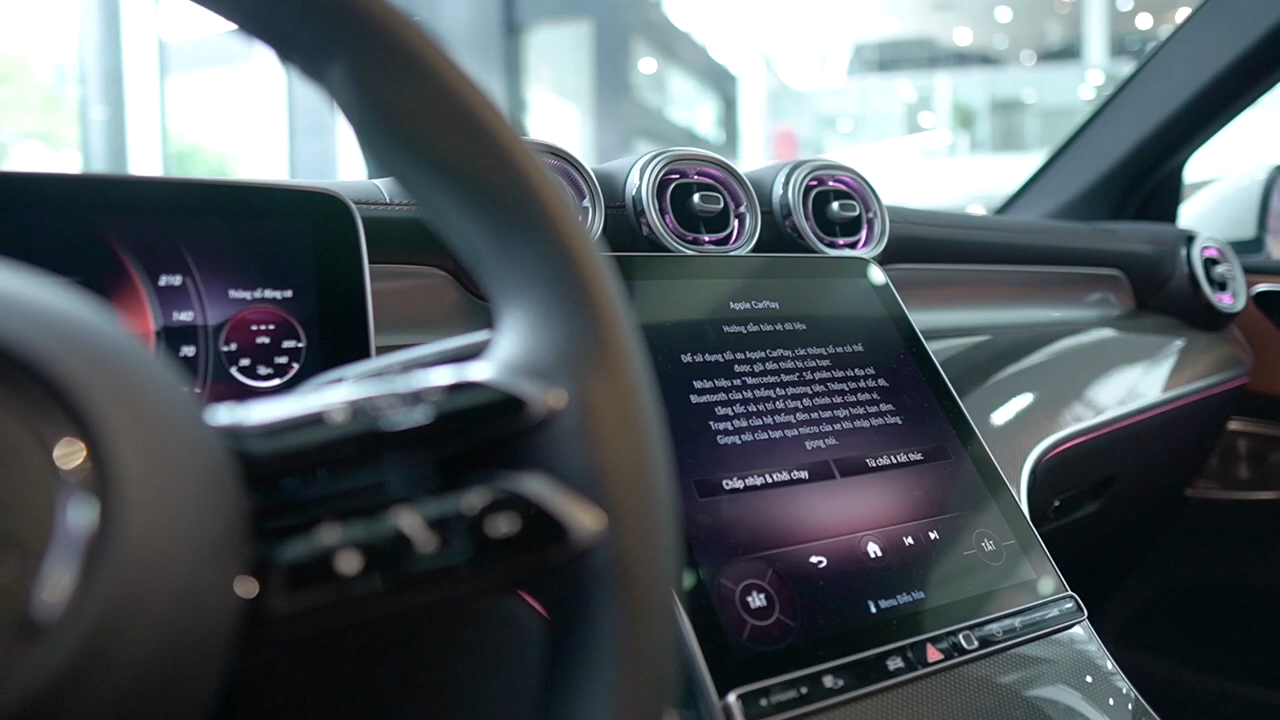 210
140
70
Thông số động cơ
Apple CarPlay
Hướng dẫn bảo vệ dữ liệu
Để sử dụng tối ưu Apple CarPlay, các thông số xe có thể
được gửi đến thiết bị của bạn:
Nhãn hiệu xe "Mercedes-Benz". Số phiên bản và địa chỉ
Bluetooth của hệ thống đa phương tiện. Thông tin về tốc độ,
tăng tốc và vị trí để tăng độ chính xác của định vị.
Trạng thái của hệ thống đèn xe ban ngày hoặc ban đêm.
Giọng nói của bạn qua micro của xe khi nhập lệnh bằng
giọng nói.
Chấp nhận & Khởi chạy
Từ chối & Kết thúc
TẮT
TẮT
Menu Điều hòa